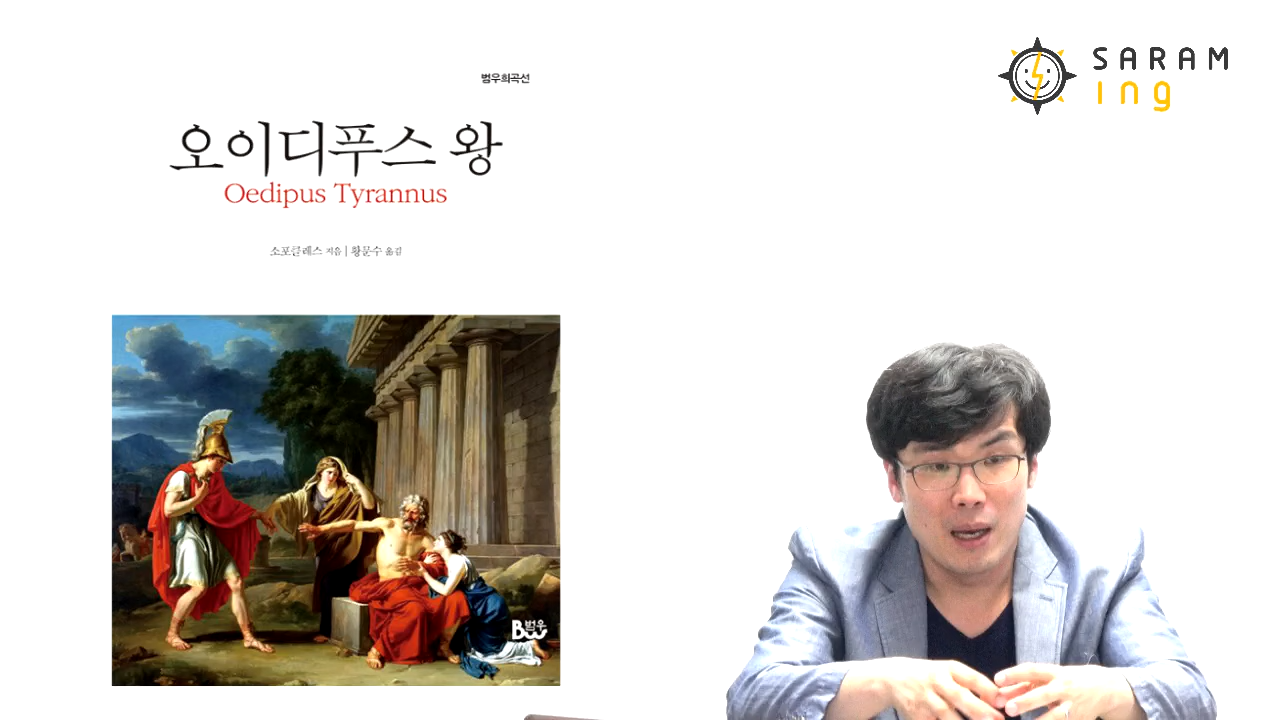 범우희곡선
오이디푸스 왕
Oedipus Tyrannus
소포클레스 지음 | 황문수 옮김
범우
BW
SARAM
ing